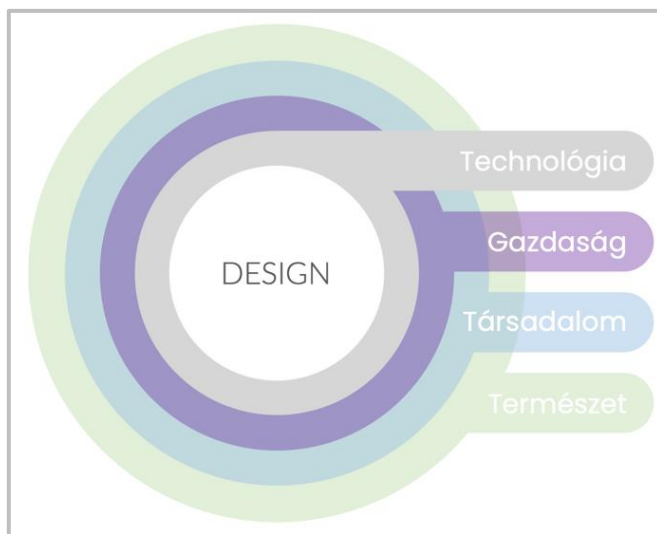 Technológia
Gazdaság
DESIGN
Társadalom
Természet